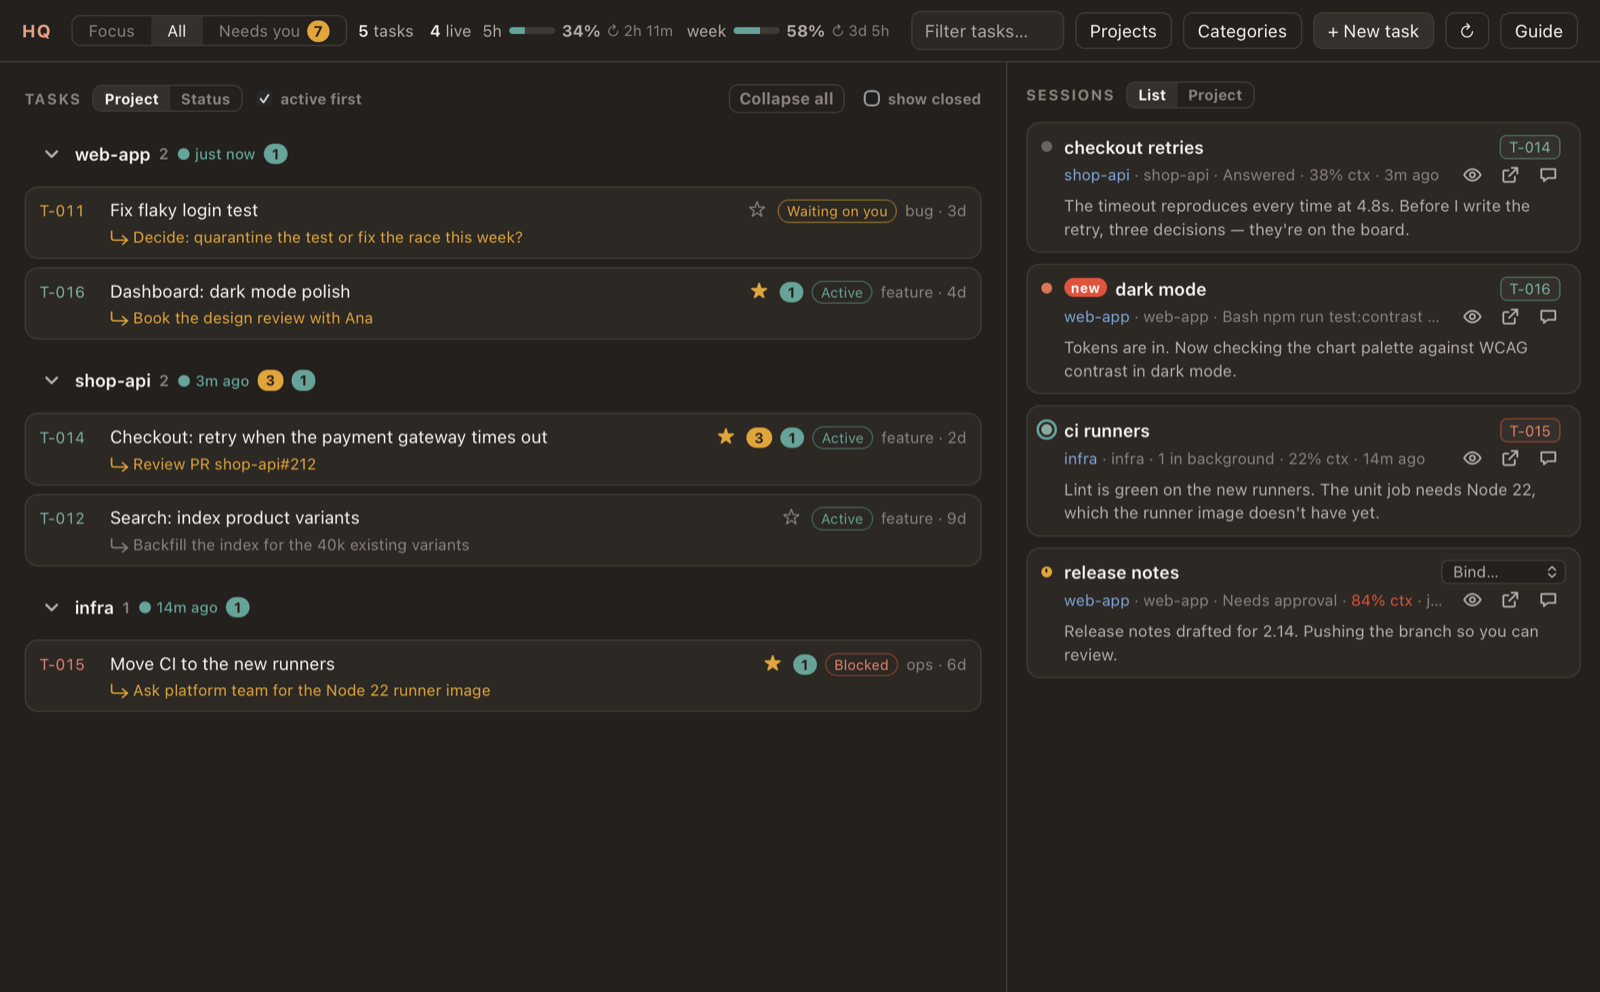 HQ Focus All Needs you 7 5 tasks 4 live 5h 34% 2h 11m week 58% 3d 5h Filter tasks... Projects Categories + New task Guide
TASKS Project Status active first Collapse all show closed
web-app 2 just now 1
T-011 Fix flaky login test Waiting on you bug · 3d
Decide: quarantine the test or fix the race this week?
T-016 Dashboard: dark mode polish 1 Active feature · 4d
Book the design review with Ana
shop-api 2 3m ago 3 1
T-014 Checkout: retry when the payment gateway times out 3 1 Active feature · 2d
Review PR shop-api#212
T-012 Search: index product variants Active feature · 9d
Backfill the index for the 40k existing variants
infra 1 14m ago 1
T-015 Move CI to the new runners 1 Blocked ops · 6d
Ask platform team for the Node 22 runner image
SESSIONS List Project
checkout retries T-014
shop-api · shop-api · Answered · 38% ctx · 3m ago
The timeout reproduces every time at 4.8s. Before I write the
retry, three decisions — they're on the board.
new dark mode T-016
web-app · web-app · Bash npm run test:contrast ...
Tokens are in. Now checking the chart palette against WCAG
contrast in dark mode.
ci runners T-015
infra · infra · 1 in background · 22% ctx · 14m ago
Lint is green on the new runners. The unit job needs Node 22,
which the runner image doesn't have yet.
release notes Bind...
web-app · web-app · Needs approval · 84% ctx · j...
Release notes drafted for 2.14. Pushing the branch so you can
review.